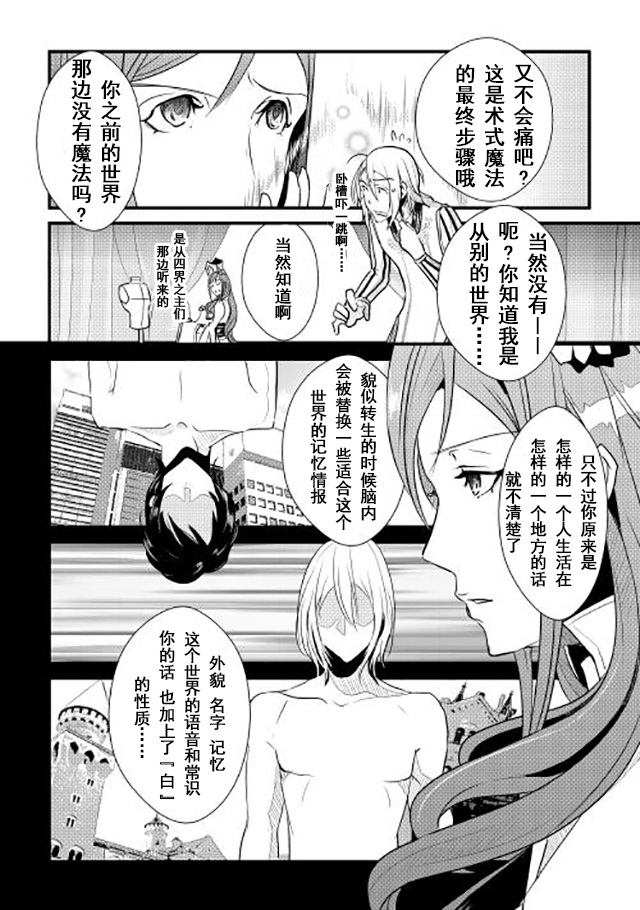 又不会痛吧？
这是术式魔法
的最终步骤哦
你之前的世界
那边没有魔法吗？
卧槽吓一跳啊……
当然没有——
呃？你知道我是
从别的世界……
当然
知道啊
是从四界之主们
那边听来的
只不过你原来是
怎样的一个人生活在
怎样的一个地方的话
就不清楚了
貌似转生的时候脑内
会被替换一些适合这个
世界的记忆情报
外貌 名字 记忆
这个世界的语音和常识
你的话 也加上了『白』
的性质……